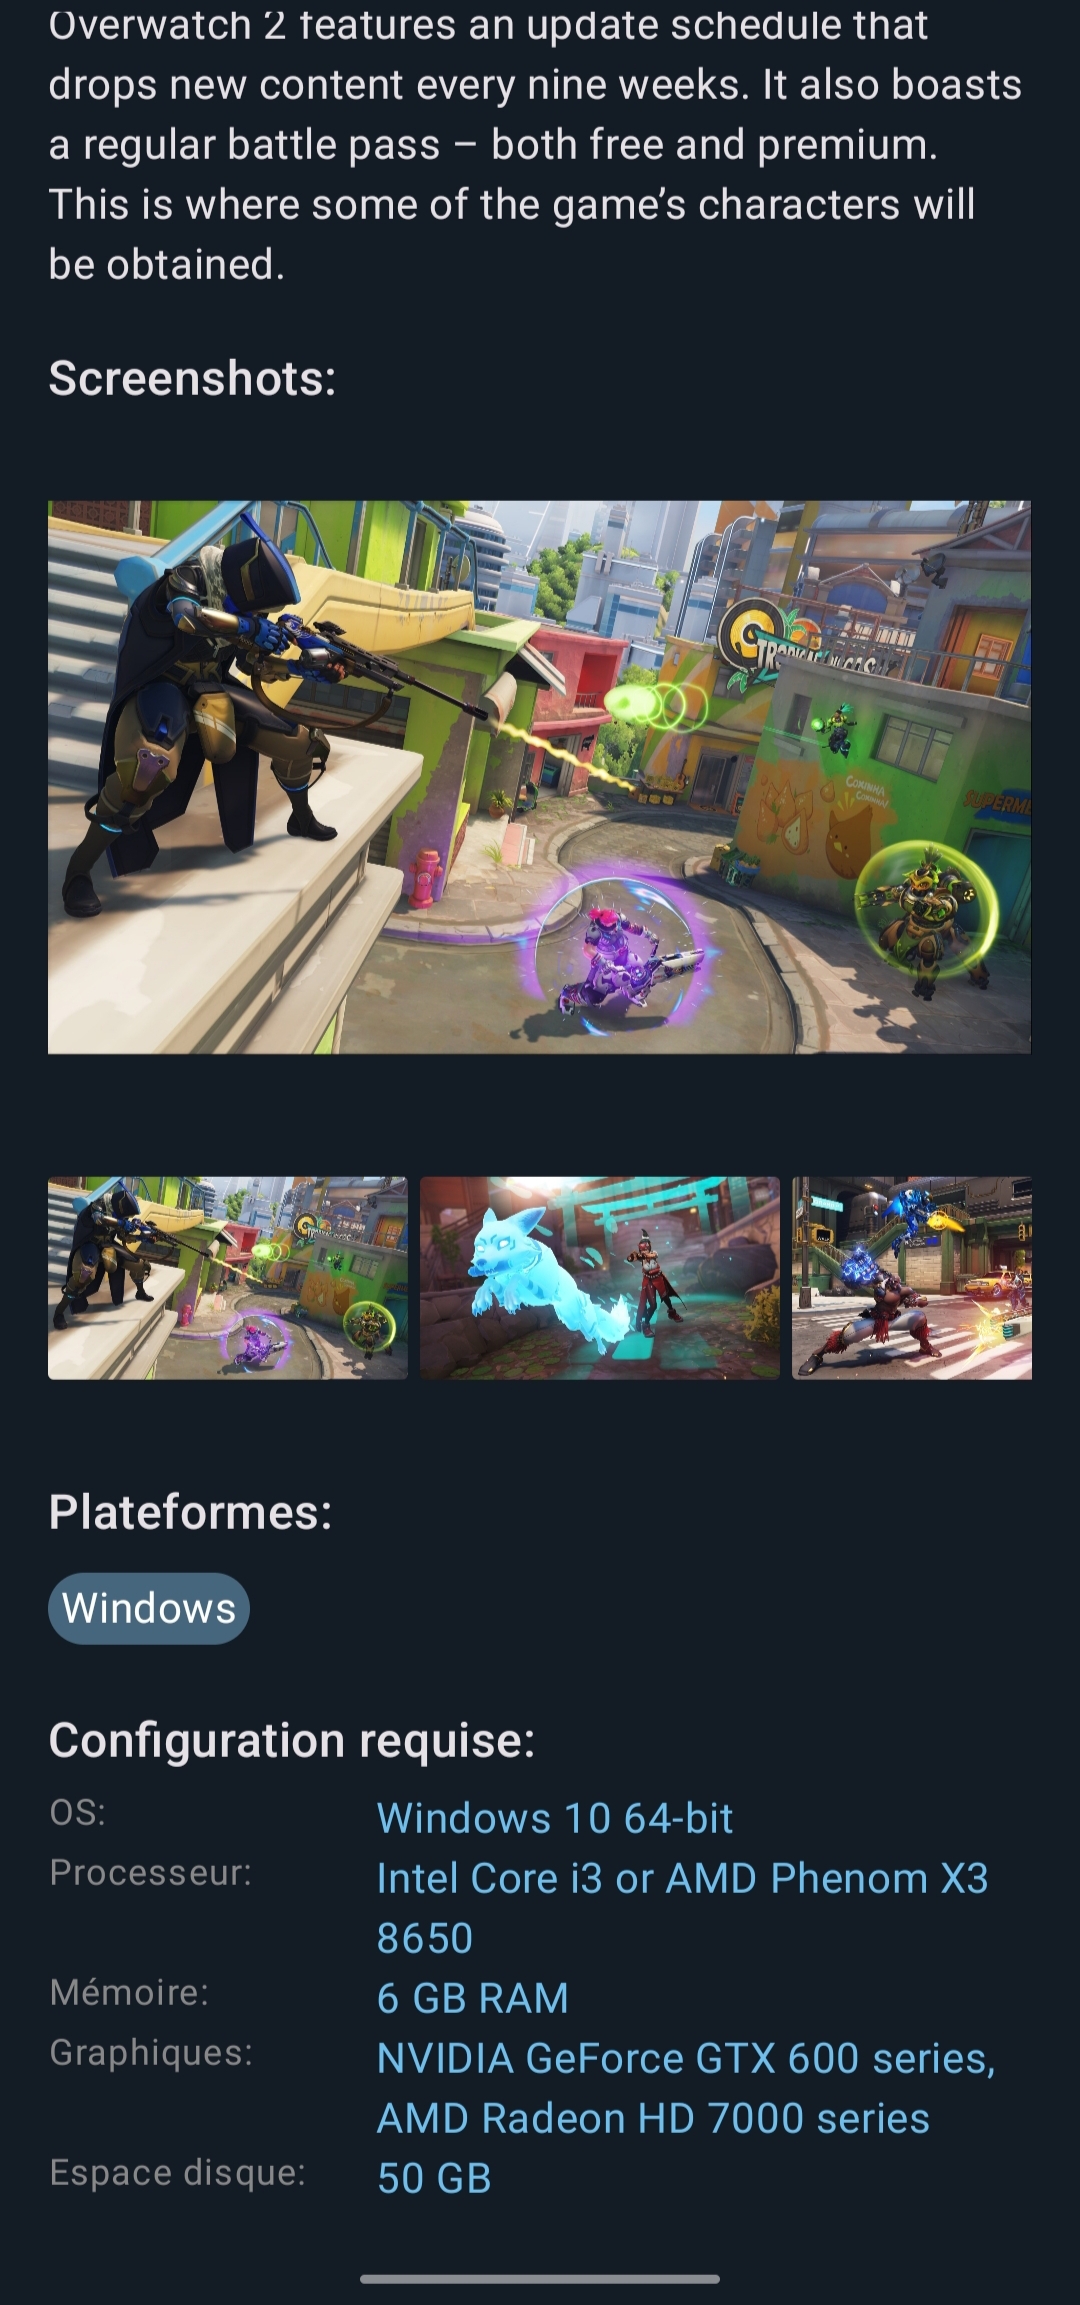 Overwatch 2 features an update schedule that
drops new content every nine weeks. It also boasts
a regular battle pass – both free and premium.
This is where some of the game’s characters will
be obtained.
Screenshots:
TROPICAL
CORINHA
SUPERM
Plateformes:
Windows
Configuration requise:
OS: Windows 10 64-bit
Processeur: Intel Core i3 or AMD Phenom X3
8650
Mémoire: 6 GB RAM
Graphiques: NVIDIA GeForce GTX 600 series,
AMD Radeon HD 7000 series
Espace disque: 50 GB